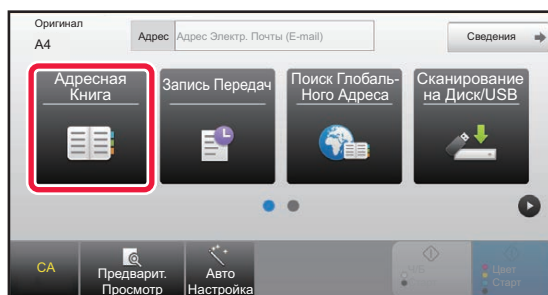 Оригинал
A4
Адрес Адрес Электр. Почты (E-mail)
Сведения
Адресная
Книга
Запись Передач
Поиск Глобаль-
Ного Адреса
Сканирование
на Диск/USB
CA
Предварит.
Просмотр
Авто
Настройка
Ч/Б
Старт
Цвет
Старт